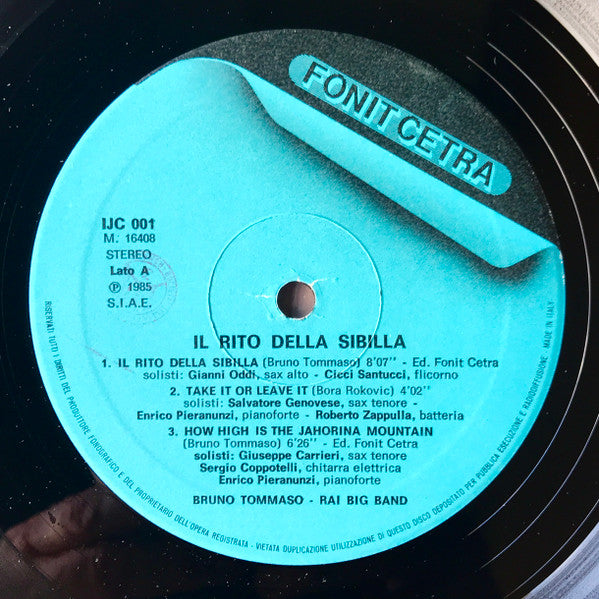 FONIT CETRA
IJC 001
M. 16408
STEREO
Lato A
Ⓟ 1985
S.I.A.E.
IL RITO DELLA SIBILLA
1. IL RITO DELLA SIBILLA (Bruno Tommaso) 8'07" - Ed. Fonit Cetra
solisti: Gianni Oddi, sax alto - Cicci Santucci, flicorno
2. TAKE IT OR LEAVE IT (Bora Rokovic) 4'02"
solisti: Salvatore Genovese, sax tenore -
Enrico Pieranunzi, pianoforte - Roberto Zappulla, batteria
3. HOW HIGH IS THE JAHORINA MOUNTAIN
(Bruno Tommaso) 6'26" - Ed. Fonit Cetra
solisti: Giuseppe Carrieri, sax tenore
Sergio Coppotelli, chitarra elettrica
Enrico Pieranunzi, pianoforte
BRUNO TOMMASO - RAI BIG BAND
RISERVATI TUTTI I DIRITTI DEL PRODUTTORE FONOGRAFICO E DEL PROPRIETARIO DELL'OPERA REGISTRATA - VIETATA DUPLICAZIONE UTILIZZAZIONE DI QUESTO DISCO DEPOSITATO PER PUBBLICA ESECUZIONE E RADIODIFFUSIONE. MADE IN ITALY